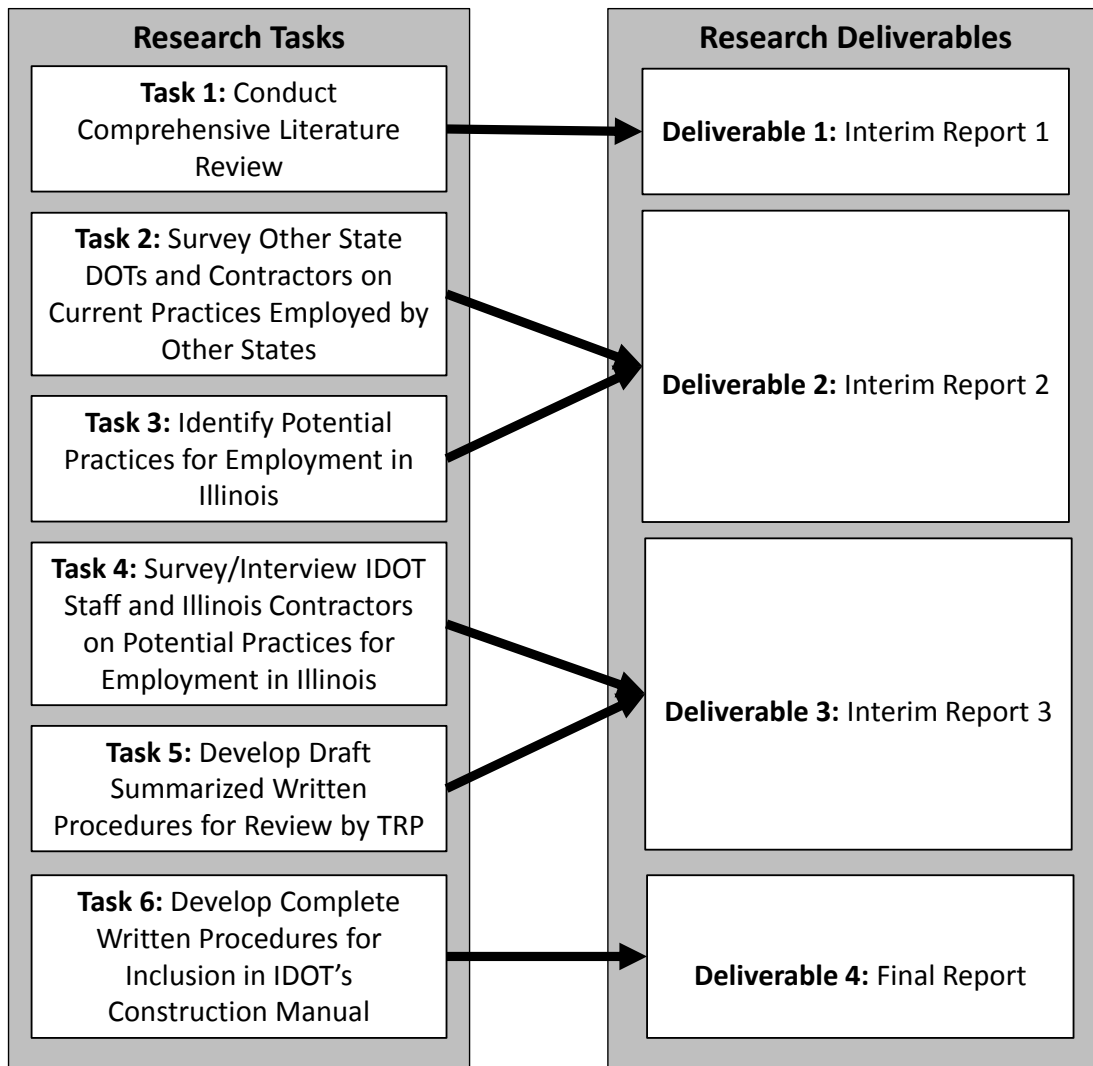 Research Tasks
Task 1: Conduct
Comprehensive Literature
Review
Task 2: Survey Other State
DOTs and Contractors on
Current Practices Employed by
Other States
Task 3: Identify Potential
Practices for Employment in
Illinois
Task 4: Survey/Interview IDOT
Staff and Illinois Contractors
on Potential Practices for
Employment in Illinois
Task 5: Develop Draft
Summarized Written
Procedures for Review by TRP
Task 6: Develop Complete
Written Procedures for
Inclusion in IDOT’s
Construction Manual
Research Deliverables
Deliverable 1: Interim Report 1
Deliverable 2: Interim Report 2
Deliverable 3: Interim Report 3
Deliverable 4: Final Report